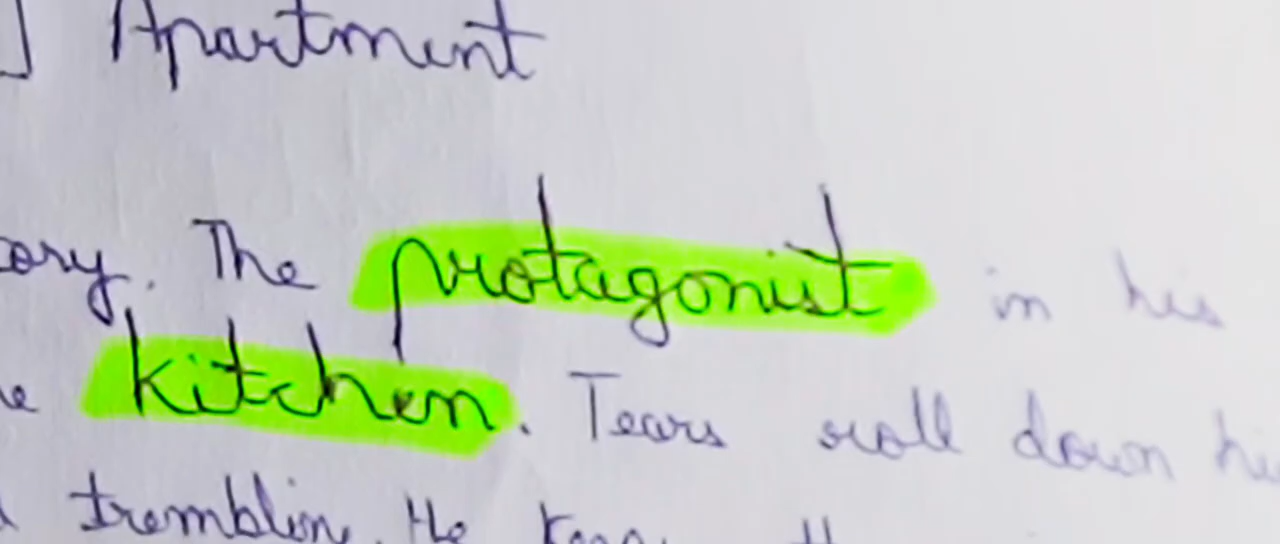 ] Apartment
The protagonist in his
kitchen. Tears roll down
trembling. He